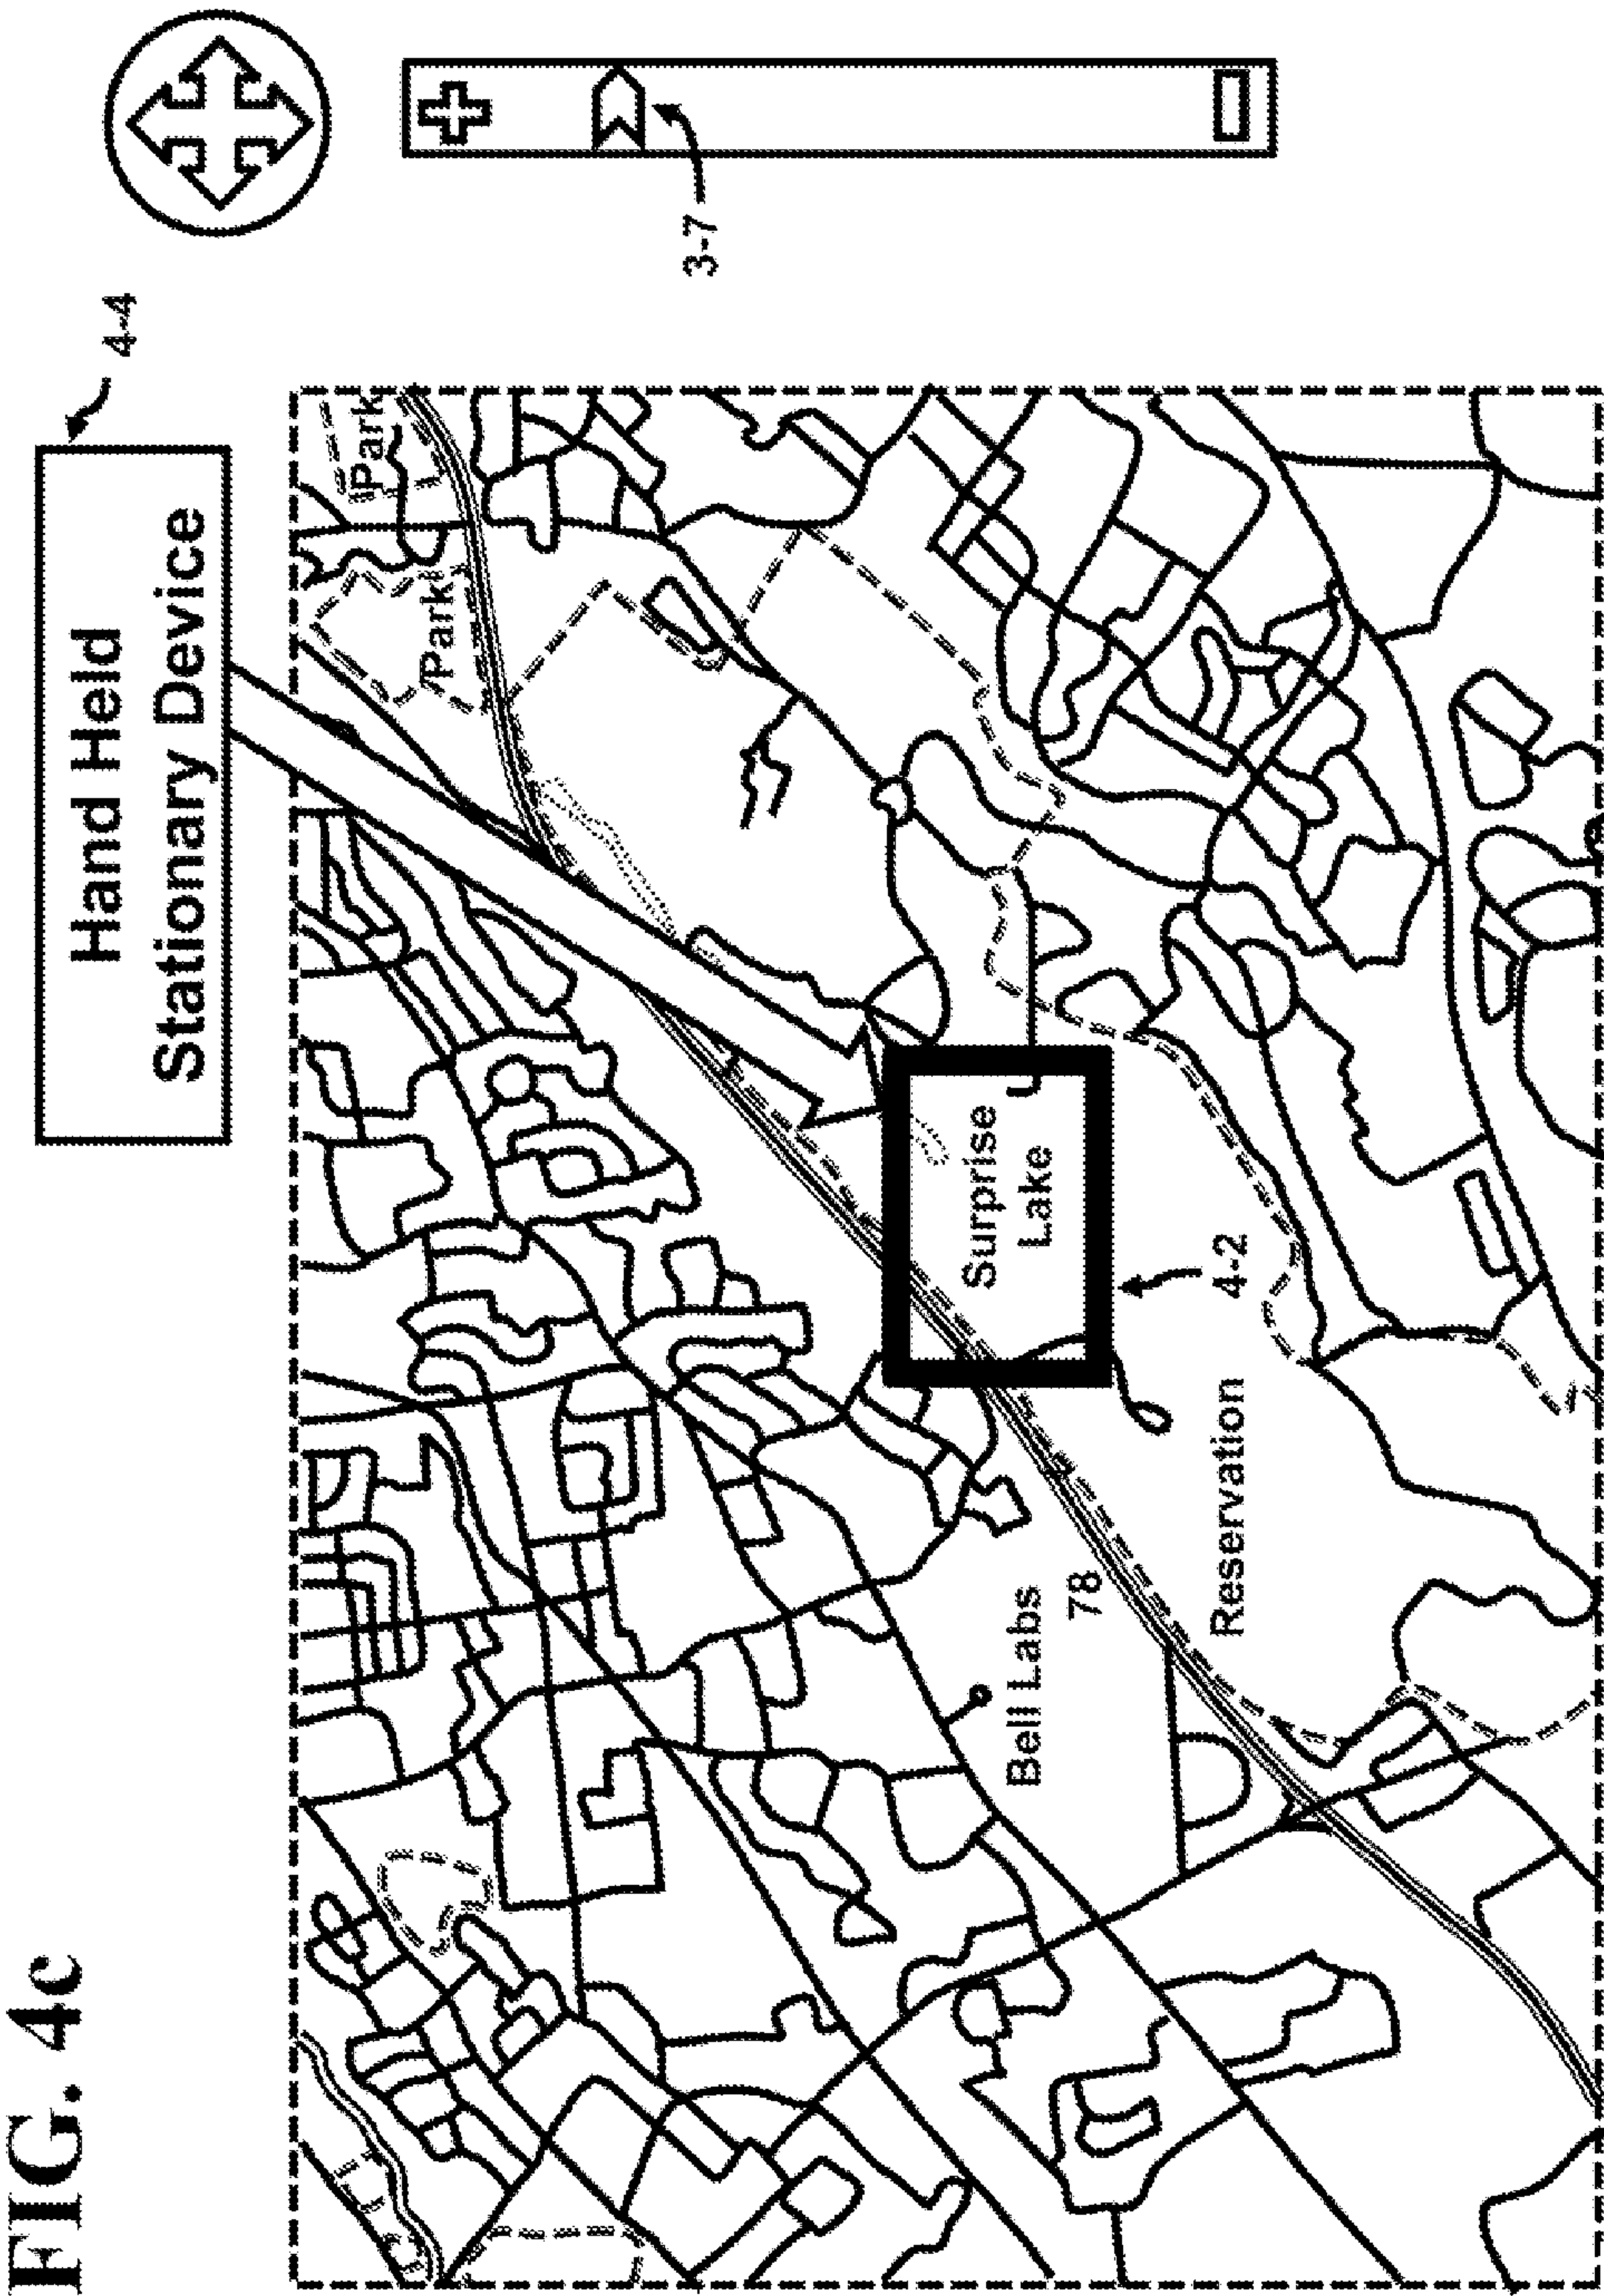 FIG. 4c
Hand Held
Stationary Device
4-4
Park
Park
3-7
Surprise
Lake
4-2
Bell Labs
78
Reservation